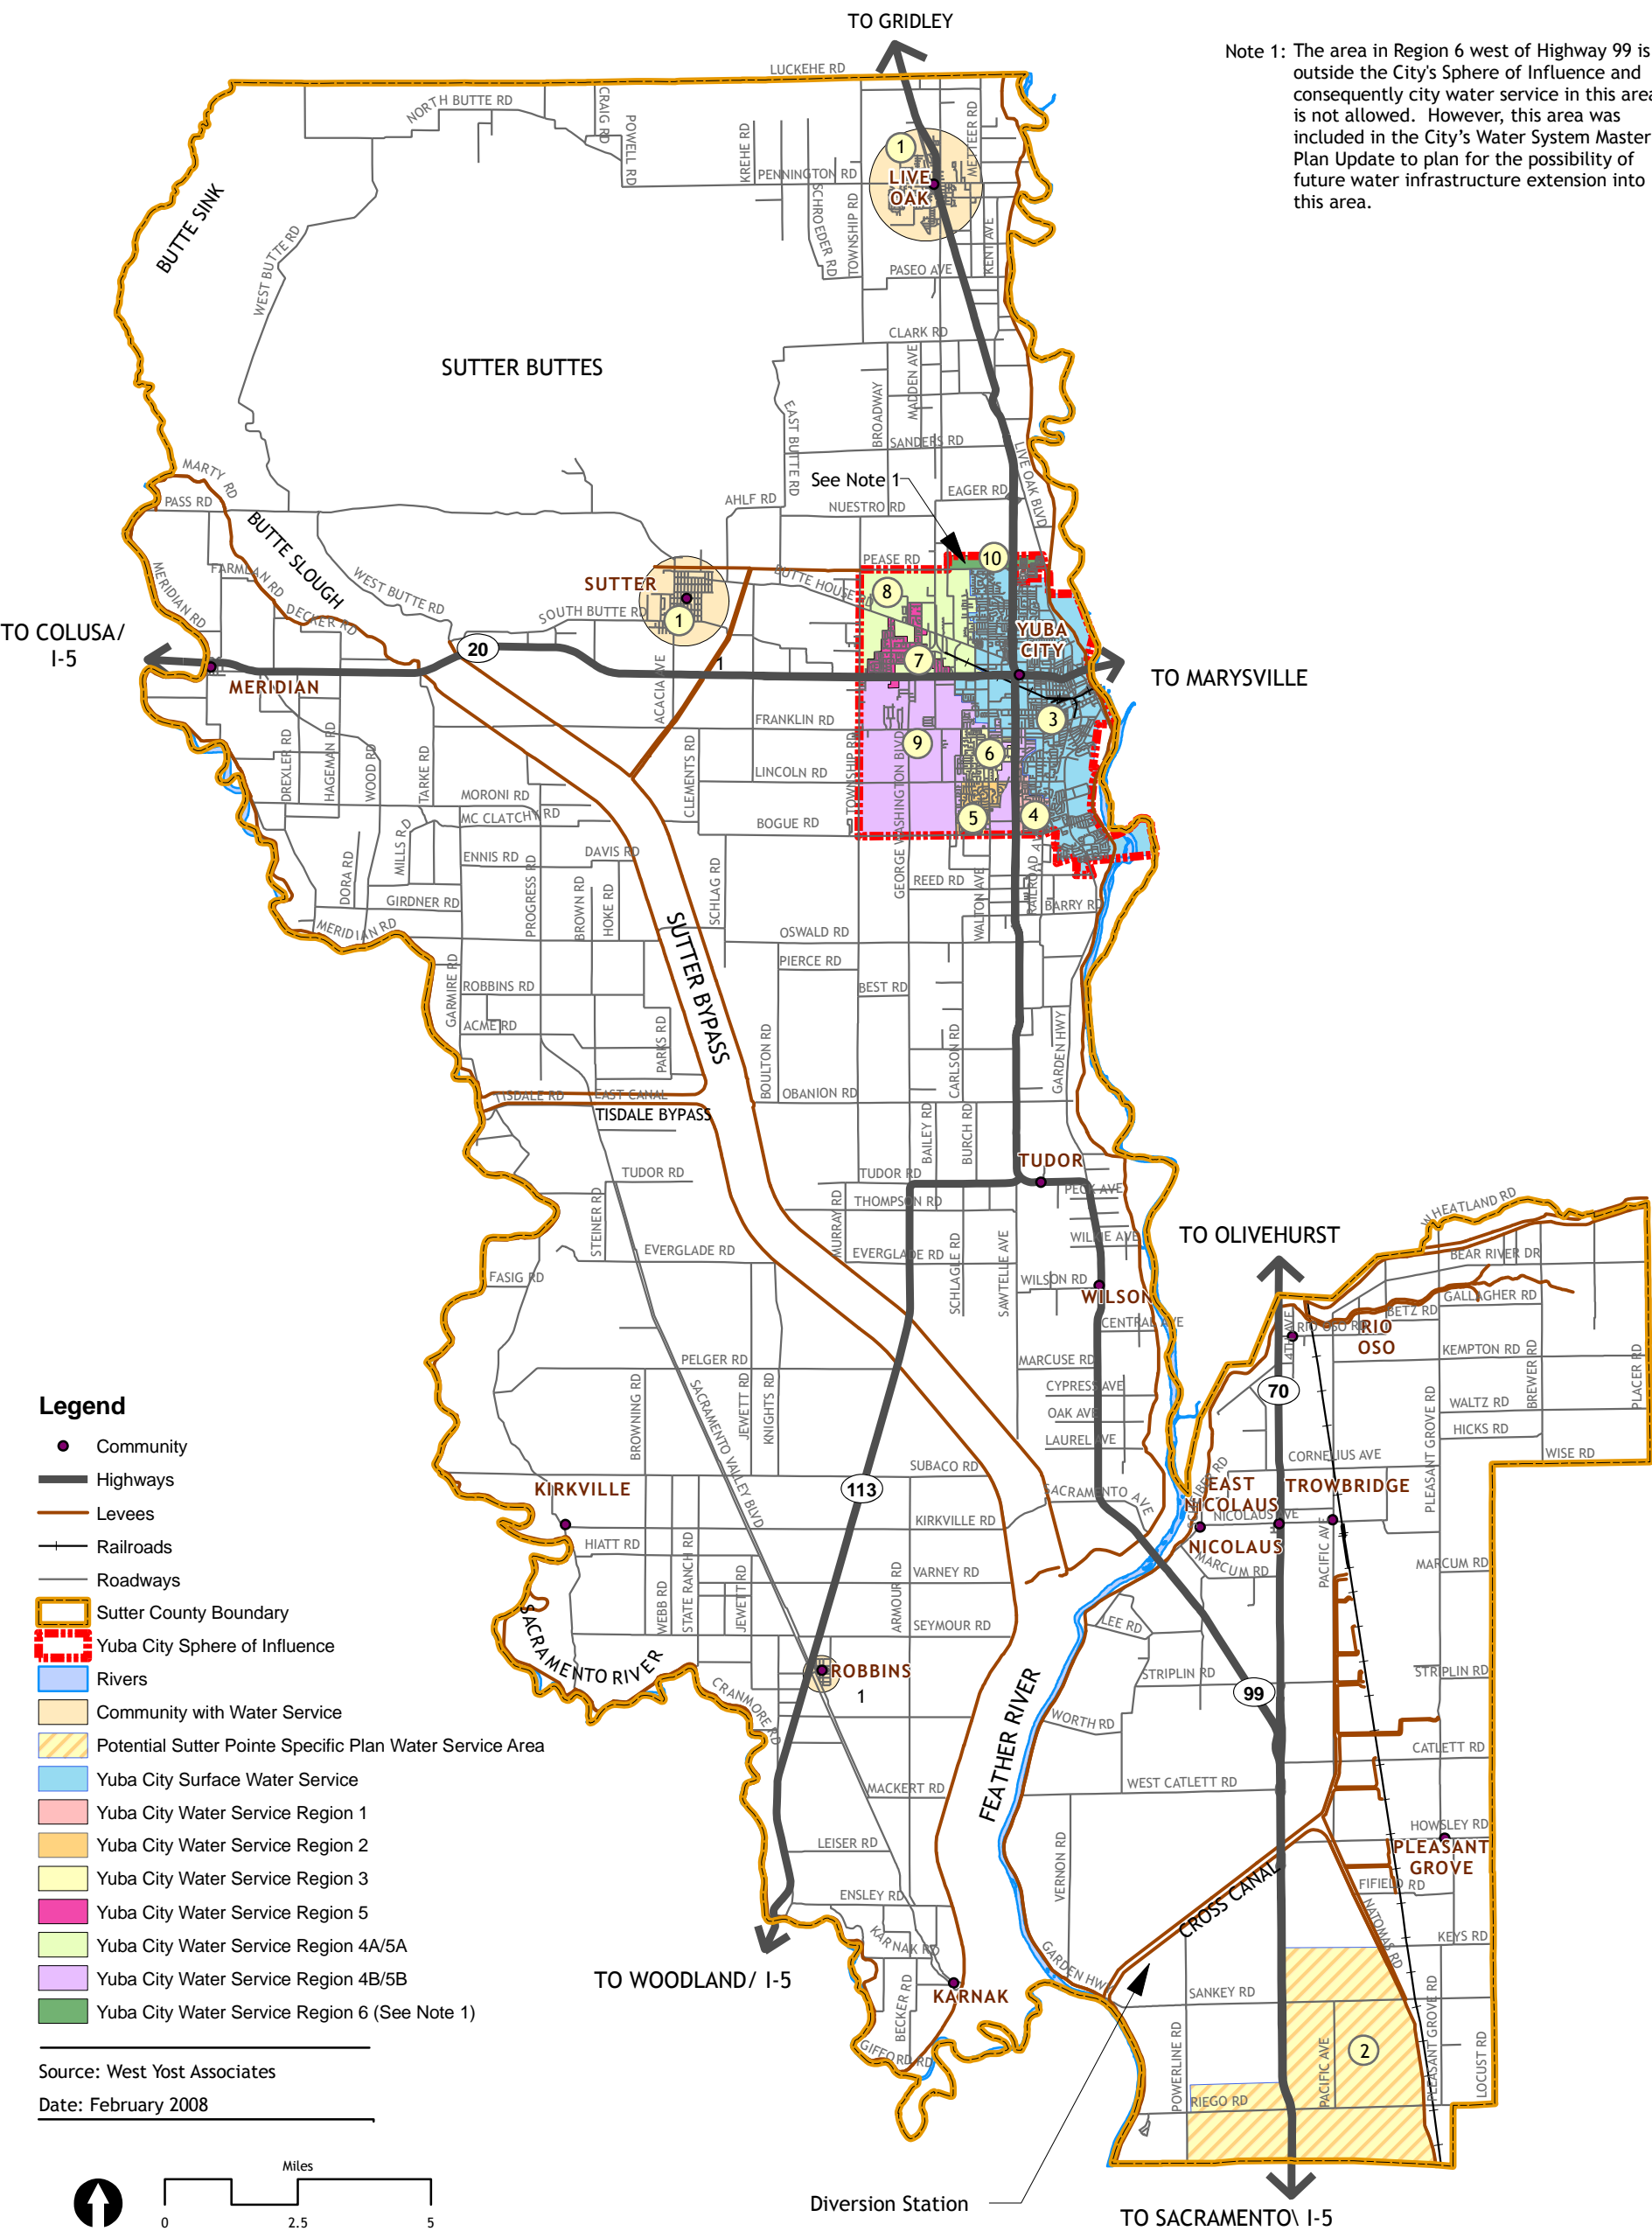 TO GRIDLEY
Note 1: The area in Region 6 west of Highway 99 is
outside the City's Sphere of Influence and
consequently city water service in this area
is not allowed. However, this area was
included in the City's Water System Master
Plan Update to plan for the possibility of
future water infrastructure extension into
this area.
LUCKEHE RD
NORTH BUTTE RD
CRAIG RD
POWELL RD
KREHE RD
PENNINGTON RD
SCHROEDER RD
TOWNSHIP RD
METTEER RD
1
LIVE
OAK
KENT AVE
PASEO AVE
BUTTE SINK
WEST BUTTE RD
CLARK RD
SUTTER BUTTES
EAST BUTTE RD
BROADWAY
MADDEN AVE
SANDERS RD
LIVE OAK BLVD
See Note 1
EAGER RD
AHLF RD
NUESTRO RD
MARTY RD
PASS RD
BUTTE SLOUGH
PEASE RD
10
FARMLAN RD
MERIDIAN RD
DECKER RD
WEST BUTTE RD
SUTTER
1
SOUTH BUTTE RD
BUTTE HOUSE RD
8
YUBA
CITY
TO COLUSA/
I-5
20
7
1
TO MARYSVILLE
MERIDIAN
ACACIA AVE
FRANKLIN RD
3
9
6
DREXLER RD
HAGEMAN RD
WOOD RD
TARKE RD
CLEMENTS RD
LINCOLN RD
TOWNSHIP RD
GEORGE WASHINGTON BLVD
MORONI RD
MC CLATCHY RD
BOGUE RD
5
4
DORA RD
MILLS RD
ENNIS RD
DAVIS RD
PROGRESS RD
BROWN RD
HOKE RD
SCHLAG RD
REED RD
WALTON AVE
RAILROAD A
BARRY RD
GIRDNER RD
MERIDIAN RD
SUTTER BYPASS
OSWALD RD
PIERCE RD
BEST RD
GARMIRE RD
ROBBINS RD
ACME RD
PARKS RD
BOULTON RD
CARLSON RD
GARDEN HWY
TISDALE RD
EAST CANAL
TISDALE BYPASS
OBANION RD
BAILEY RD
BURCH RD
TUDOR
TUDOR RD
TUDOR RD
PECK AVE
THOMPSON RD
STEINER RD
MURRAY RD
EVERGLADE RD
EVERGLADE RD
SCHLAGLE RD
SAWTELLE AVE
WILKIE AVE
WILSON RD
WILSON
CENTRAL AVE
FASIG RD
TO OLIVEHURST
WHEATLAND RD
BEAR RIVER DR
GALLAGHER RD
BETZ RD
RIO OSO RD
RIO
OSO
14TH AVE
KEMPTON RD
BREWER RD
PLACER RD
PELGER RD
MARCUSE RD
CYPRESS AVE
OAK AVE
LAUREL AVE
70
WALTZ RD
HICKS RD
PLEASANT GROVE RD
WISE RD
CORNELIUS AVE
BROWNING RD
SACRAMENTO VALLEY BLVD
JEWETT RD
KNIGHTS RD
SUBACO RD
KIRKVILLE
113
SACRAMENTO AVE
EAST
NICOLAUS
TROWBRIDGE
NICOLAUS AVE
NICOLAUS
KIRKVILLE RD
HIATT RD
WEBB RD
STATE RANCH RD
JEWETT RD
ARMOUR RD
VARNEY RD
SEYMOUR RD
MARCUM RD
PACIFIC AVE
MARCUM RD
LEE RD
SACRAMENTO RIVER
ROBBINS
1
STRIPLIN RD
STRIPLIN RD
CRANMORE RD
99
WORTH RD
FEATHER RIVER
CATLETT RD
WEST CATLETT RD
MACKERT RD
LEISER RD
VERNON RD
HOWSLEY RD
PLEASANT
GROVE
CROSS CANAL
FIFIELD RD
NATOMAS RD
KEYS RD
ENSLEY RD
KARNAK RD
GARDEN HWY
TO WOODLAND/ I-5
KARNAK
BECKER RD
GIFFORD RD
SANKEY RD
POWERLINE RD
PACIFIC AVE
2
PLEASANT GROVE RD
LOCUST RD
RIEGO RD
Diversion Station
TO SACRAMENTO\ I-5
Legend
Community
Highways
Levees
Railroads
Roadways
Sutter County Boundary
Yuba City Sphere of Influence
Rivers
Community with Water Service
Potential Sutter Pointe Specific Plan Water Service Area
Yuba City Surface Water Service
Yuba City Water Service Region 1
Yuba City Water Service Region 2
Yuba City Water Service Region 3
Yuba City Water Service Region 5
Yuba City Water Service Region 4A/5A
Yuba City Water Service Region 4B/5B
Yuba City Water Service Region 6 (See Note 1)
Source: West Yost Associates
Date: February 2008
Miles
0 2.5 5